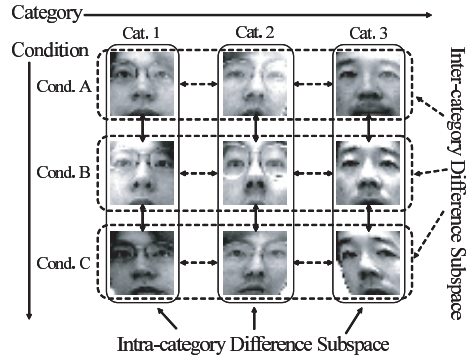 Category
Cat. 1 Cat. 2 Cat. 3
Condition
Cond. A
Cond. B
Cond. C
Inter-category Difference Subspace
Intra-category Difference Subspace